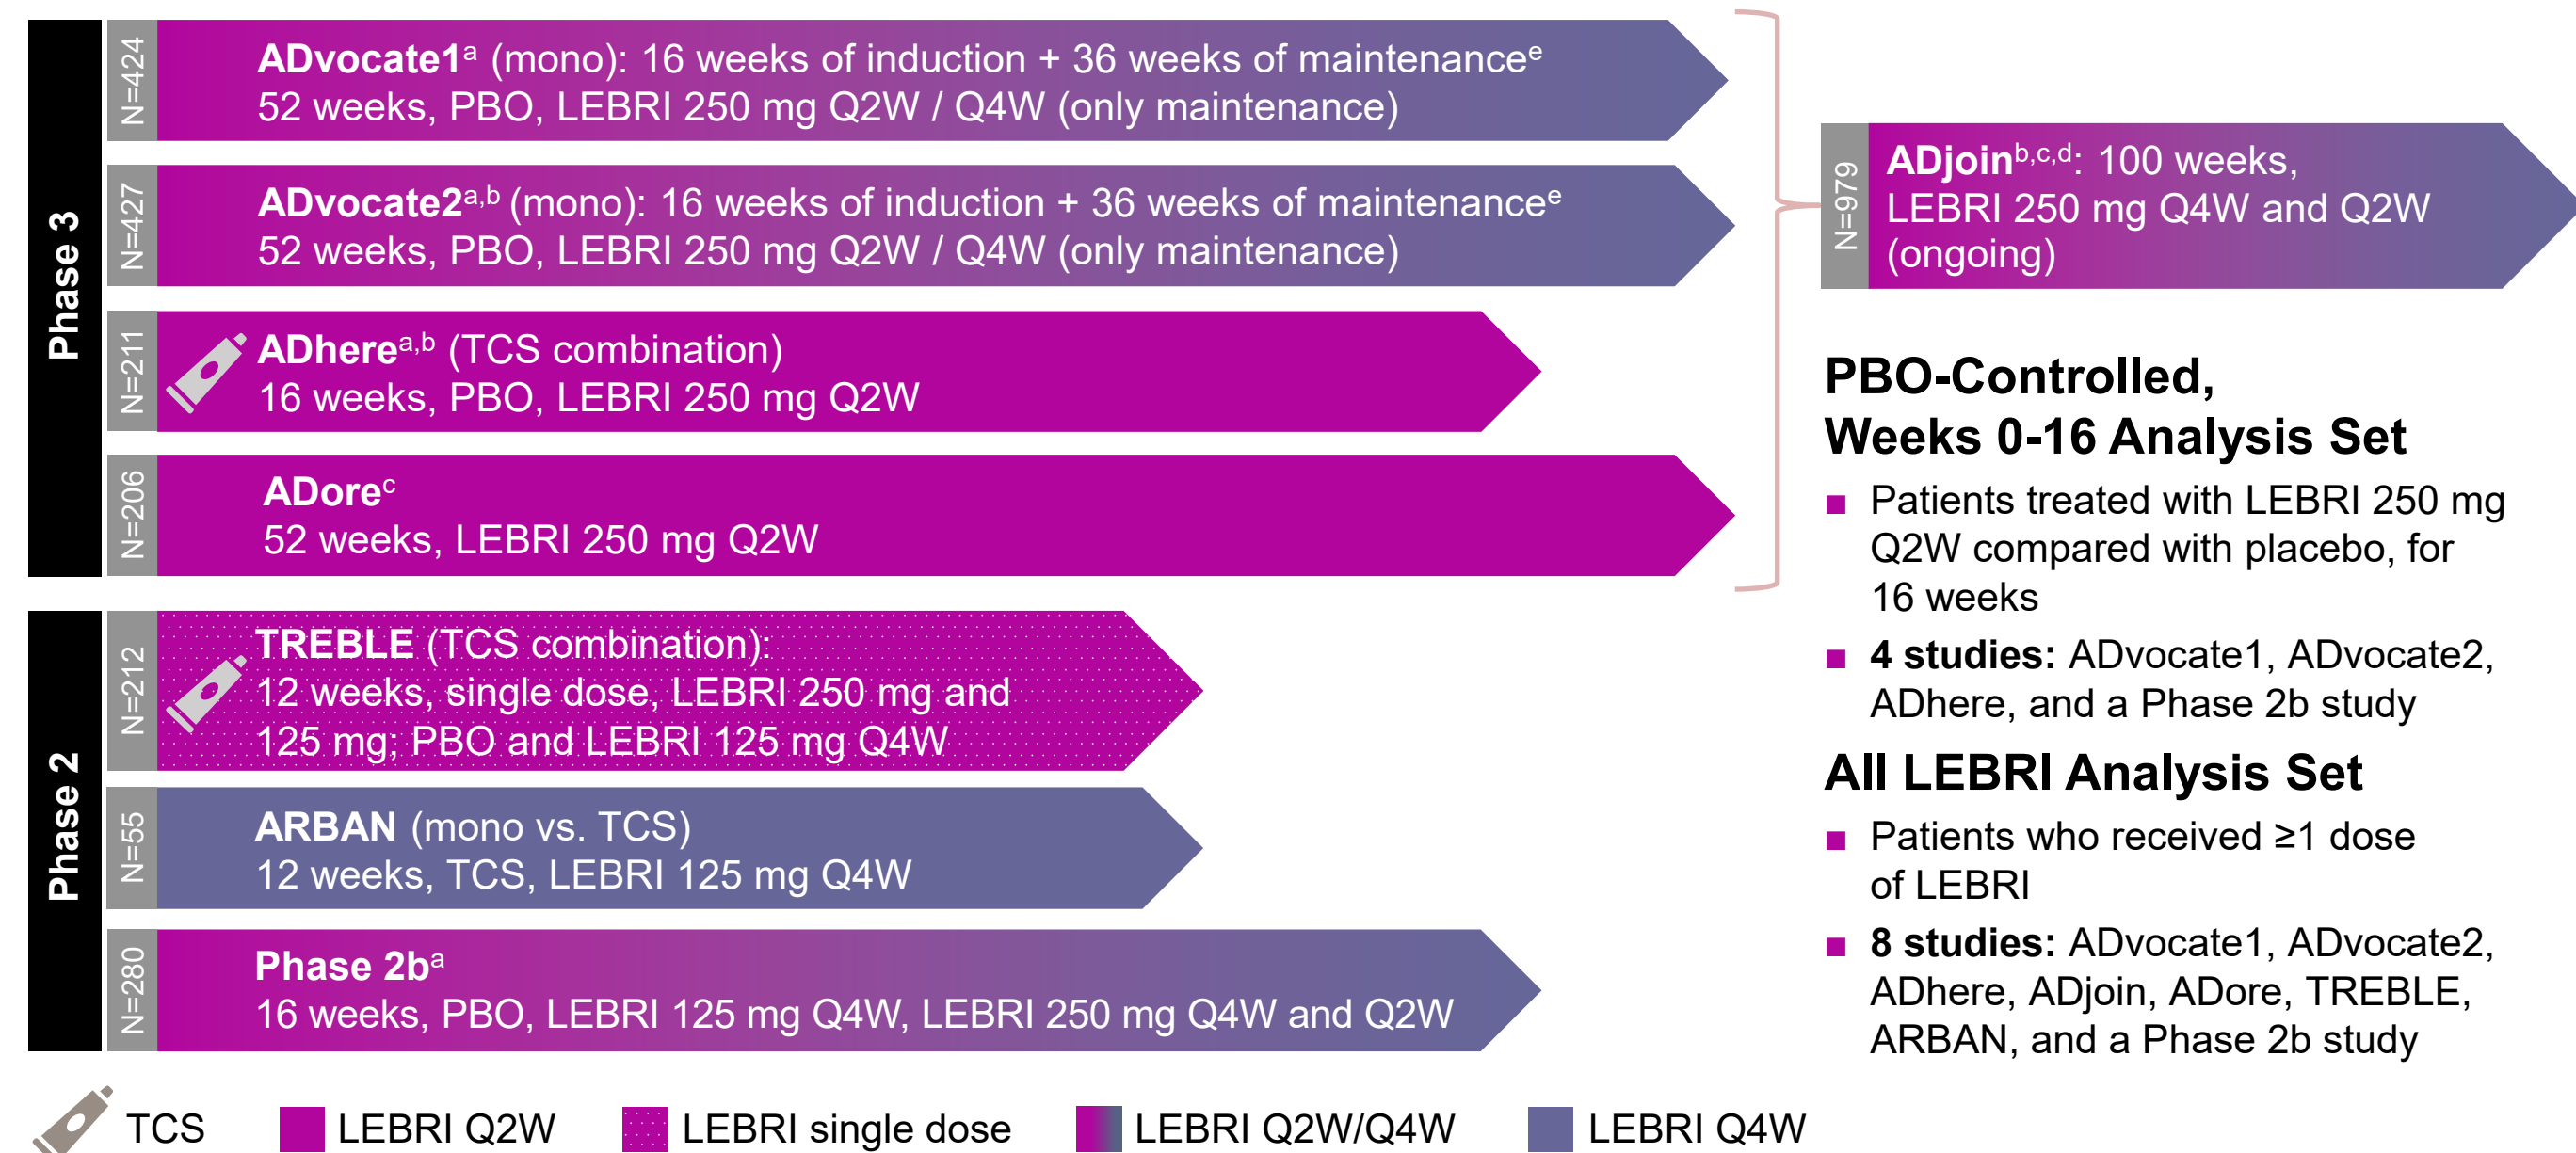 Phase 3
N=424
ADvocate1a (mono): 16 weeks of induction + 36 weeks of maintenancee
52 weeks, PBO, LEBRI 250 mg Q2W / Q4W (only maintenance)
N=427
ADvocate2a,b (mono): 16 weeks of induction + 36 weeks of maintenancee
52 weeks, PBO, LEBRI 250 mg Q2W / Q4W (only maintenance)
N=211
ADherea,b (TCS combination)
16 weeks, PBO, LEBRI 250 mg Q2W
N=206
ADorec
52 weeks, LEBRI 250 mg Q2W
N=979
ADjoinb,c,d: 100 weeks,
LEBRI 250 mg Q4W and Q2W
(ongoing)
Phase 2
N=212
TREBLE (TCS combination):
12 weeks, single dose, LEBRI 250 mg and
125 mg; PBO and LEBRI 125 mg Q4W
N=55
ARBAN (mono vs. TCS)
12 weeks, TCS, LEBRI 125 mg Q4W
N=280
Phase 2ba
16 weeks, PBO, LEBRI 125 mg Q4W, LEBRI 250 mg Q4W and Q2W
PBO-Controlled,
Weeks 0-16 Analysis Set
■ Patients treated with LEBRI 250 mg
Q2W compared with placebo, for
16 weeks
■ 4 studies: ADvocate1, ADvocate2,
ADhere, and a Phase 2b study
All LEBRI Analysis Set
■ Patients who received ≥1 dose
of LEBRI
■ 8 studies: ADvocate1, ADvocate2,
ADhere, ADjoin, ADore, TREBLE,
ARBAN, and a Phase 2b study
TCS
LEBRI Q2W
LEBRI single dose
LEBRI Q2W/Q4W
LEBRI Q4W